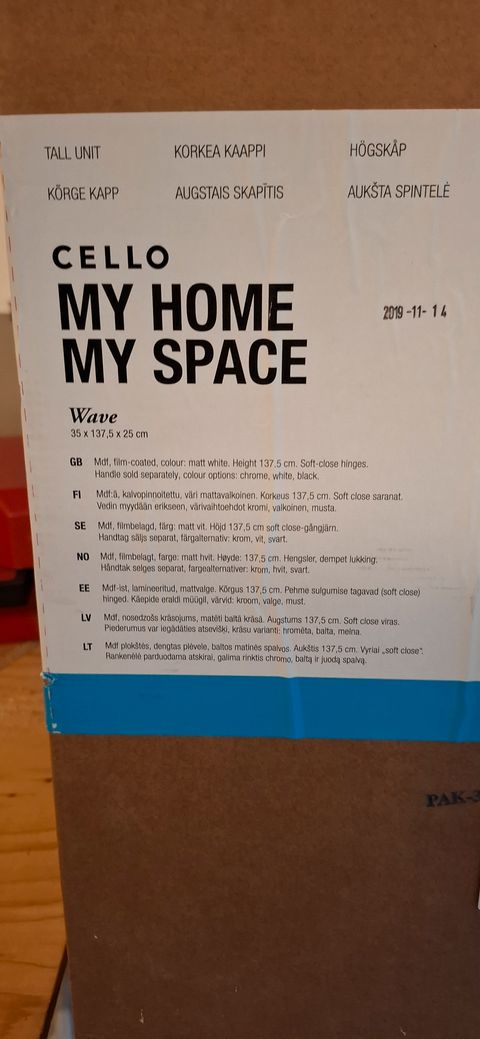 TALL UNIT KORKEA KAAPPI HÖGSKÅP
KÕRGE KAPP AUGSTAIS SKAPĪTIS AUKŠTA SPINTELĖ
CELLO
MY HOME
MY SPACE
2019 -11- 14
Wave
35 x 137,5 x 25 cm
GB Mdf, film-coated, colour: matt white. Height 137.5 cm. Soft-close hinges.
Handle sold separately, colour options: chrome, white, black.
FI Mdf:ä, kalvopinnoitettu, väri mattavalkoinen. Korkeus 137,5 cm. Soft close saranat.
Vedin myydään erikseen, värivaihtoehdot kromi, valkoinen, musta.
SE Mdf, filmbelagd, färg: matt vit. Höjd 137,5 cm soft close-gångjärn.
Handtag säljs separat, färgalternativ: krom, vit, svart.
NO Mdf, filmbelagt, farge: matt hvit. Høyde: 137,5 cm. Hengsler, dempet lukking.
Håndtak selges separat, fargealternativer: krom, hvit, svart.
EE Mdf-ist, lamineeritud, mattvalge. Kõrgus 137,5 cm. Pehme sulgumise tagavad (soft close)
hinged. Käepide eraldi müügil, värvid: kroom, valge, must.
LV Mdf, nosedzošs krāsojums, matēti baltā krāsā. Augstums 137,5 cm. Soft close viras.
Piederumus var iegādāties atsevišķi, krāsu varianti: hromēta, balta, melna.
LT Mdf plokštės, dengtas plėvele, baltos matinės spalvos. Aukštis 137,5 cm. Vyriai „soft close“.
Rankenėlė parduodama atskirai, galima rinktis chromo, baltą ir juodą spalvą.
PAK-3